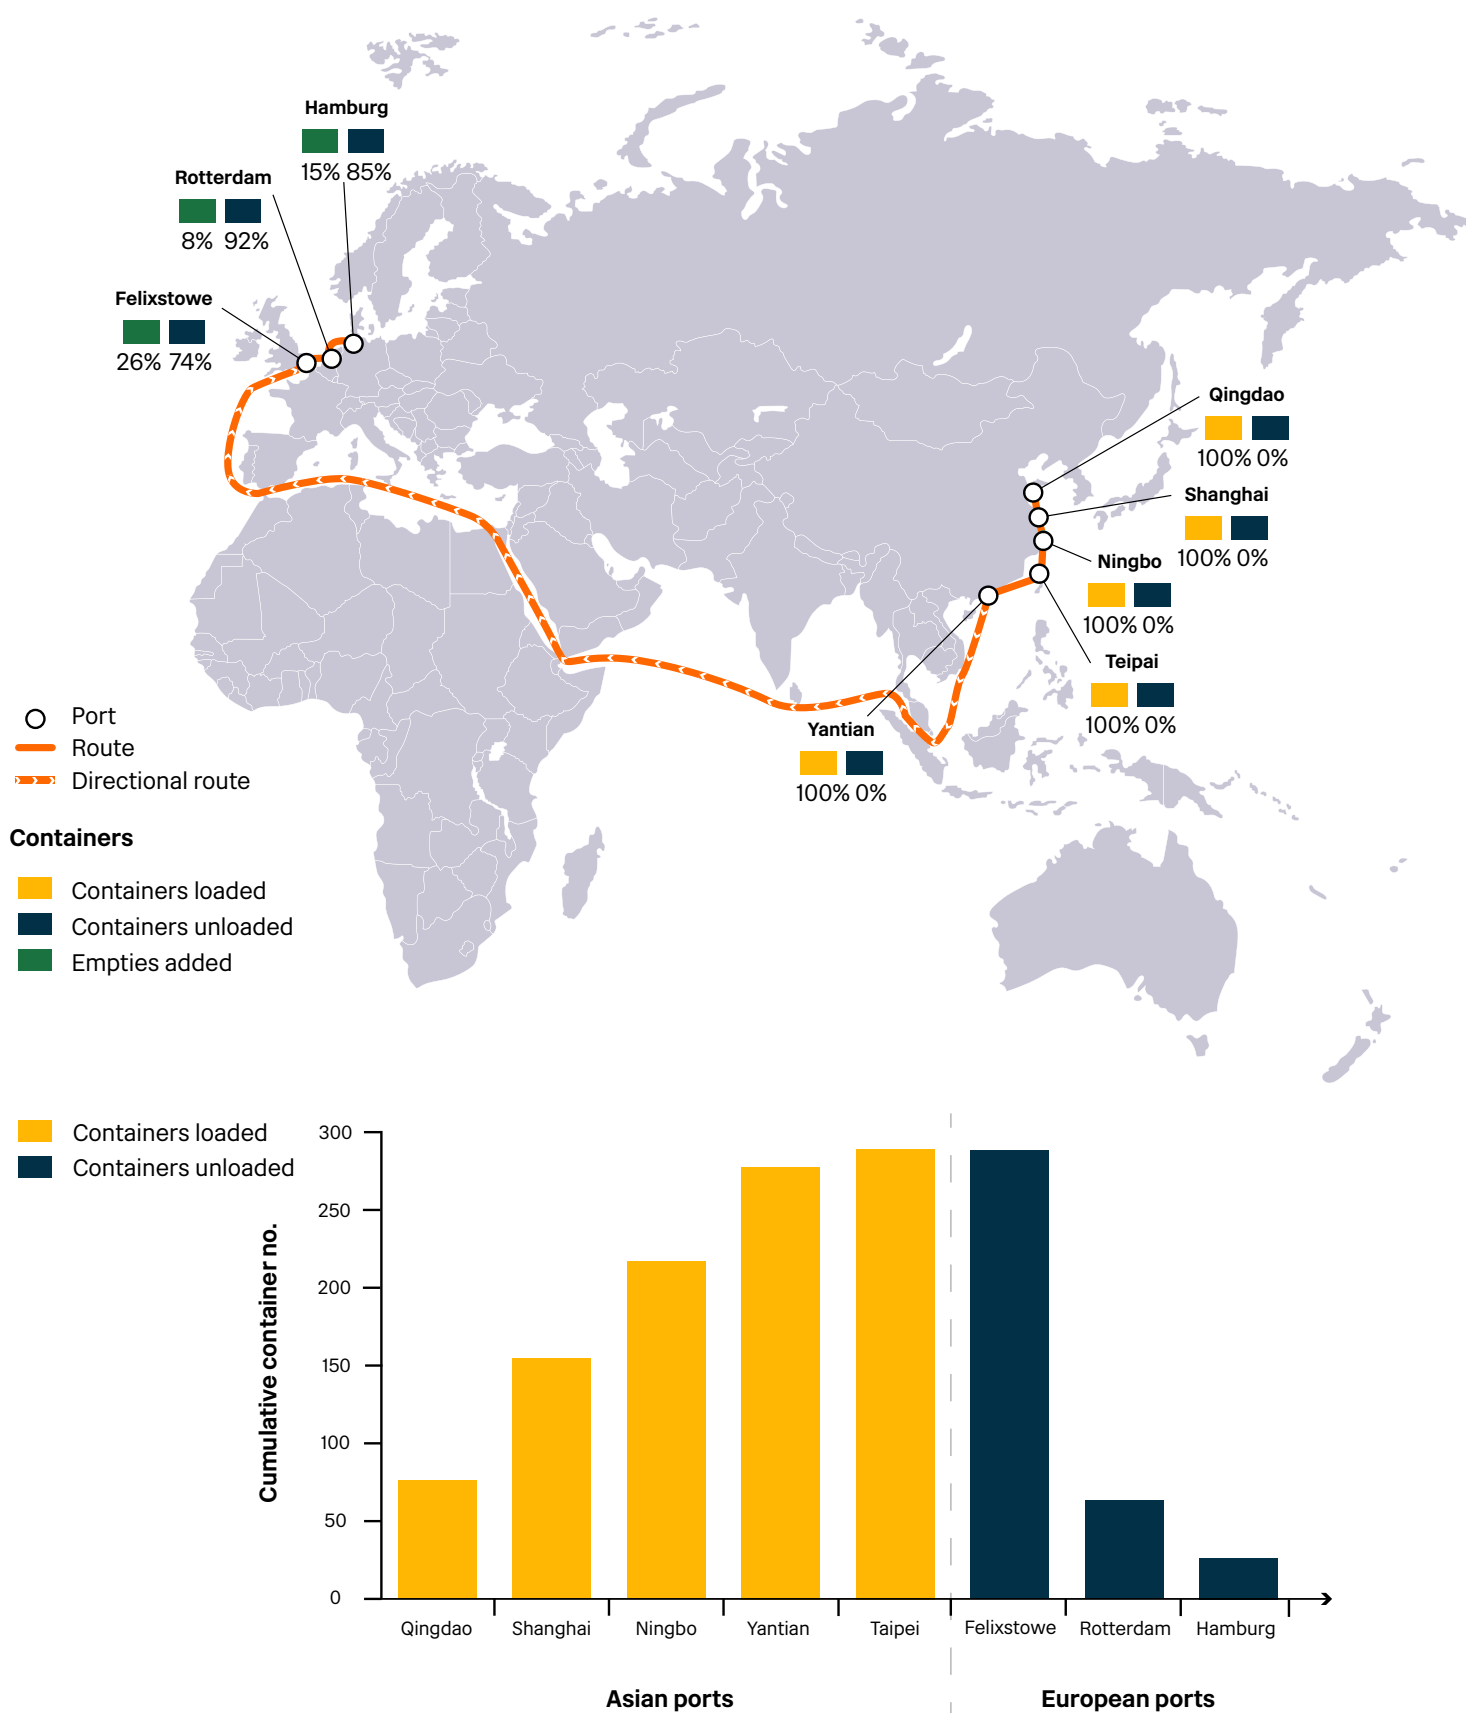 Hamburg
15% 85%
Rotterdam
8% 92%
Felixstowe
26% 74%
Qingdao
100% 0%
Shanghai
100% 0%
Ningbo
100% 0%
Teipai
100% 0%
Yantian
100% 0%
Port
Route
Directional route
Containers
Containers loaded
Containers unloaded
Empties added
Containers loaded
Containers unloaded
Cumulative container no.
300
250
200
150
100
50
0
Qingdao Shanghai Ningbo Yantian Taipei Felixstowe Rotterdam Hamburg
Asian ports European ports